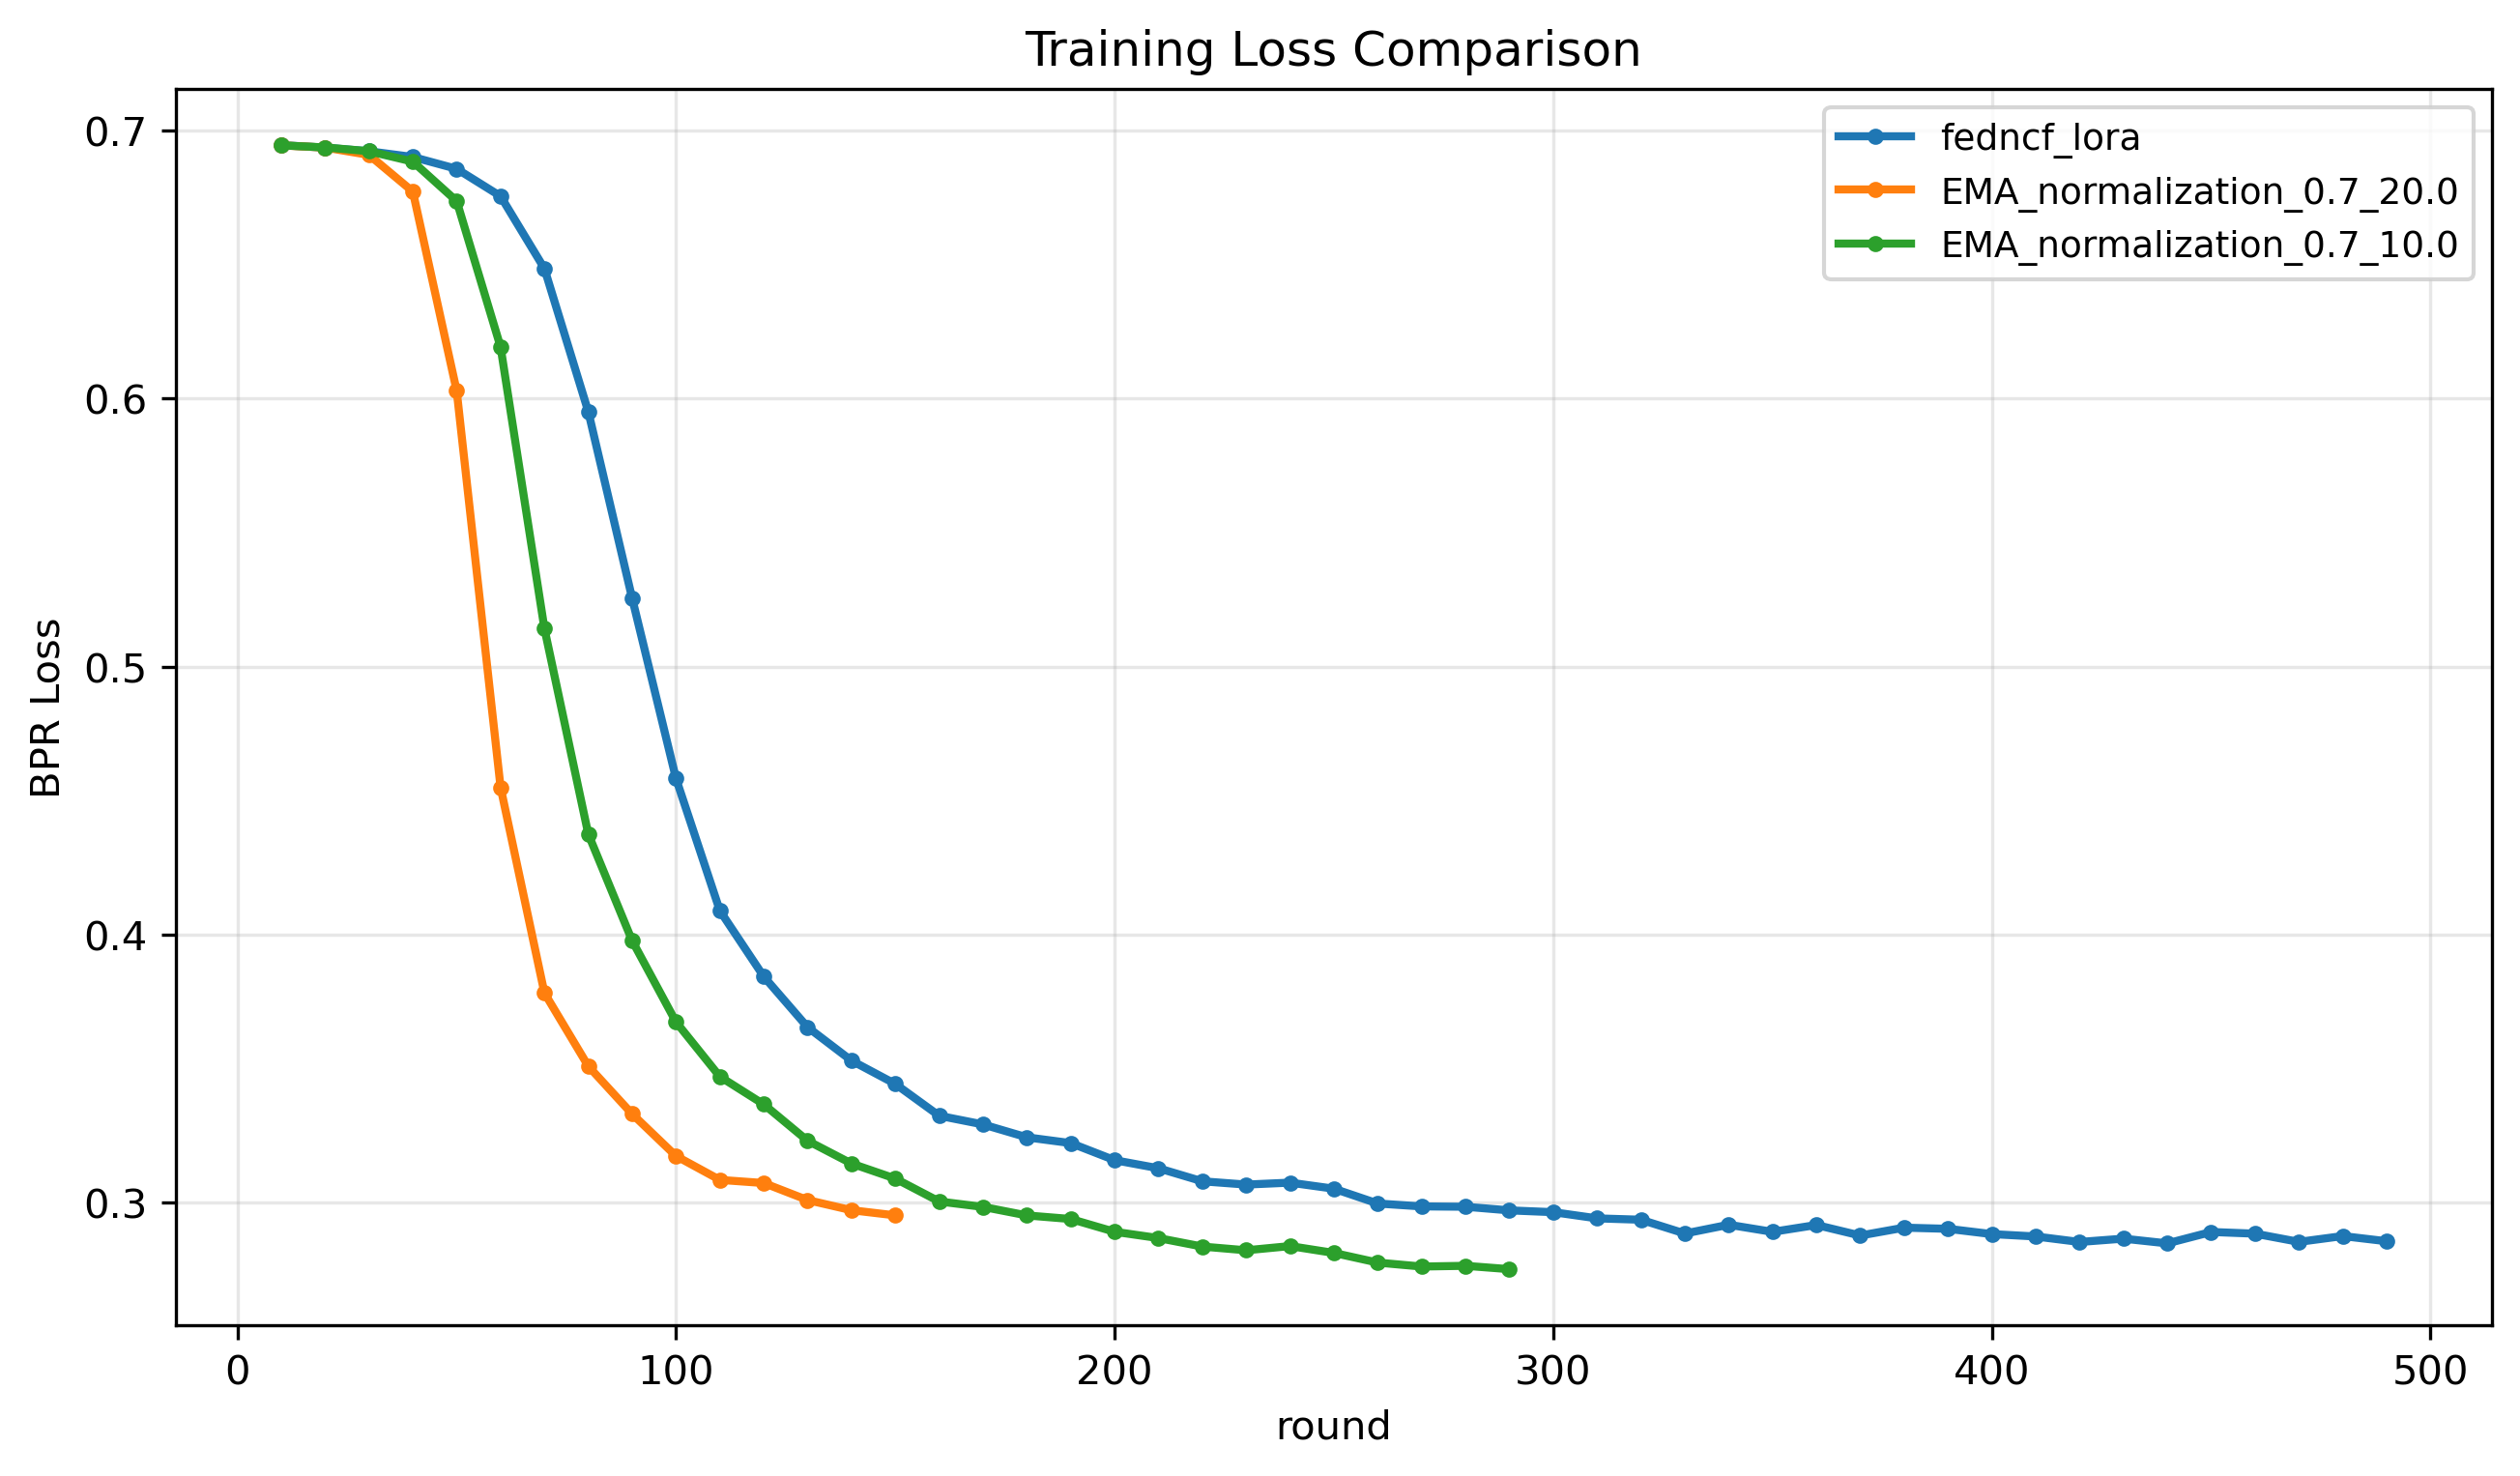 Training Loss Comparison
fedncf_lora
EMA_normalization_0.7_20.0
EMA_normalization_0.7_10.0
BPR Loss
0.7
0.6
0.5
0.4
0.3
0
100
200
300
400
500
round